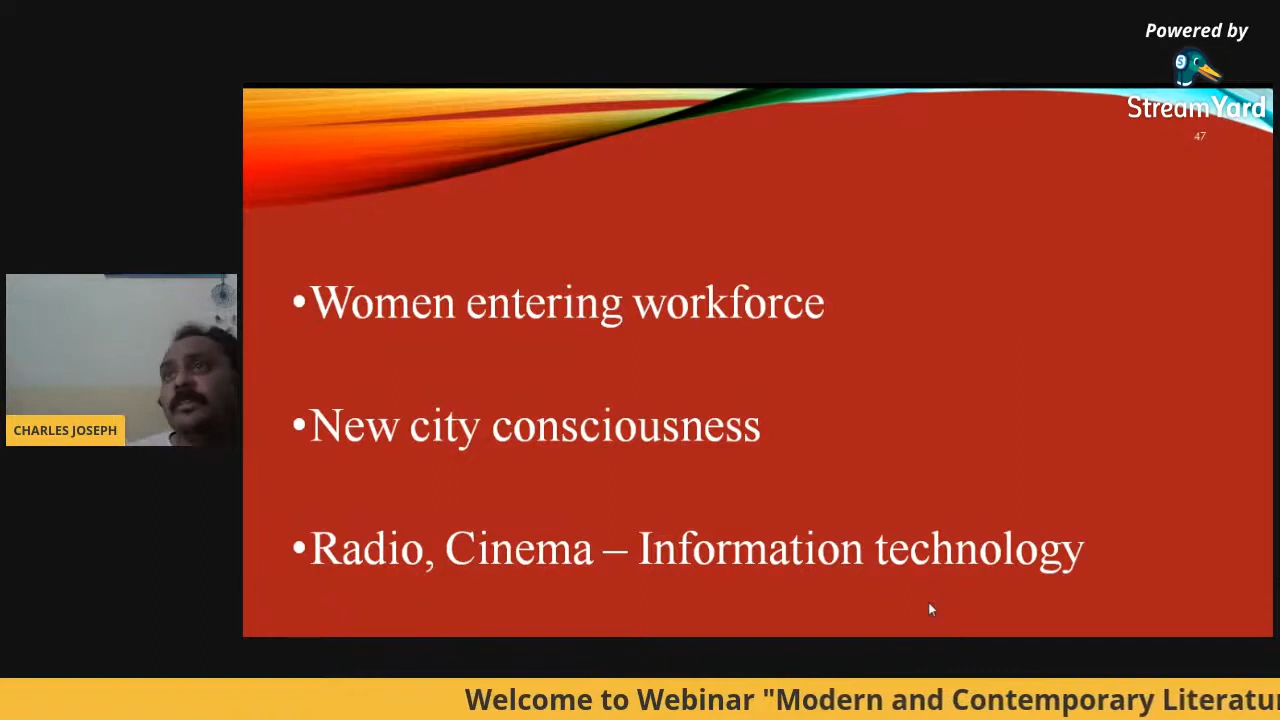 Powered by
StreamYard
47
•Women entering workforce
•New city consciousness
•Radio, Cinema – Information technology
CHARLES JOSEPH
Welcome to Webinar "Modern and Contemporary Literatu